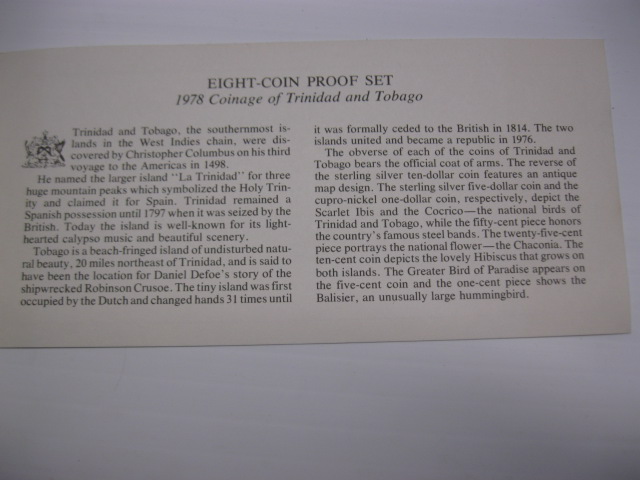 EIGHT-COIN PROOF SET
1978 Coinage of Trinidad and Tobago
Trinidad and Tobago, the southernmost is-
lands in the West Indies chain, were dis-
covered by Christopher Columbus on his third
voyage to the Americas in 1498.
He named the larger island "La Trinidad" for three
huge mountain peaks which symbolized the Holy Trin-
ity and claimed it for Spain. Trinidad remained a
Spanish possession until 1797 when it was seized by the
British. Today the island is well-known for its light-
hearted calypso music and beautiful scenery.
Tobago is a beach-fringed island of undisturbed natu-
ral beauty, 20 miles northeast of Trinidad, and is said to
have been the location for Daniel Defoe's story of the
shipwrecked Robinson Crusoe. The tiny island was first
occupied by the Dutch and changed hands 31 times until
it was formally ceded to the British in 1814. The two
islands united and became a republic in 1976.
The obverse of each of the coins of Trinidad and
Tobago bears the official coat of arms. The reverse of
the sterling silver ten-dollar coin features an antique
map design. The sterling silver five-dollar coin and the
cupro-nickel one-dollar coin, respectively, depict the
Scarlet Ibis and the Cocrico—the national birds of
Trinidad and Tobago, while the fifty-cent piece honors
the country's famous steel bands. The twenty-five-cent
piece portrays the national flower—the Chaconia. The
ten-cent coin depicts the lovely Hibiscus that grows on
both islands. The Greater Bird of Paradise appears on
the five-cent coin and the one-cent piece shows the
Balisier, an unusually large hummingbird.